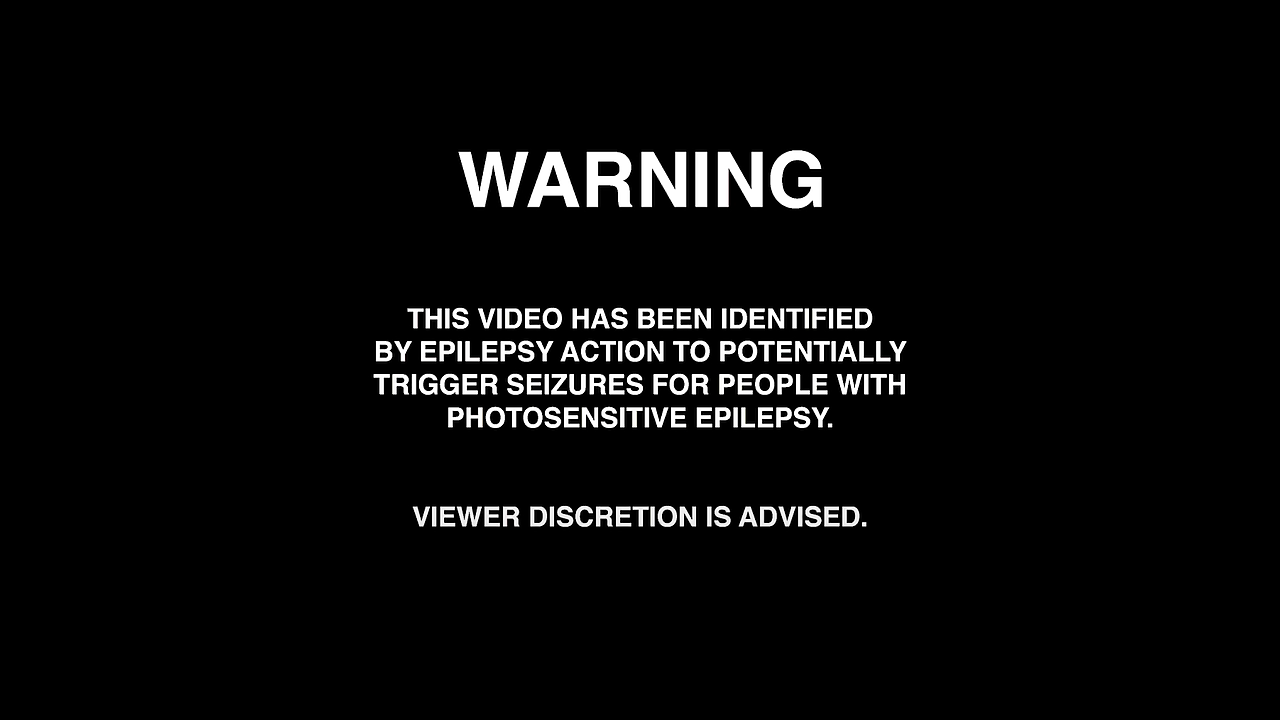 WARNING
THIS VIDEO HAS BEEN IDENTIFIED
BY EPILEPSY ACTION TO POTENTIALLY
TRIGGER SEIZURES FOR PEOPLE WITH
PHOTOSENSITIVE EPILEPSY.
VIEWER DISCRETION IS ADVISED.